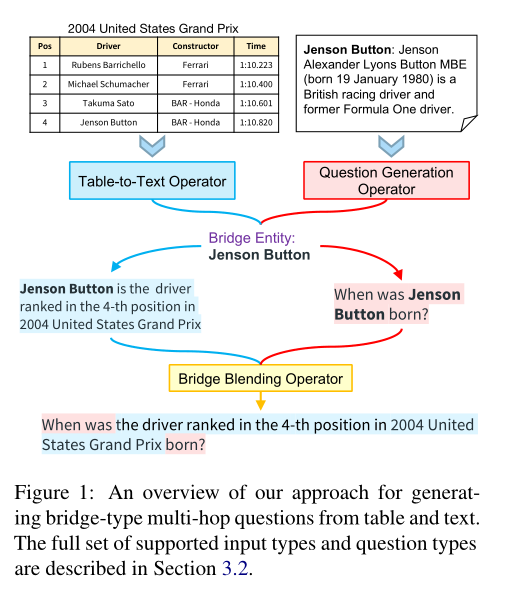 2004 United States Grand Prix
Pos Driver Constructor Time
1 Rubens Barrichello Ferrari 1:10.223
2 Michael Schumacher Ferrari 1:10.400
3 Takuma Sato BAR - Honda 1:10.601
4 Jenson Button BAR - Honda 1:10.820
Jenson Button: Jenson
Alexander Lyons Button MBE
(born 19 January 1980) is a
British racing driver and
former Formula One driver.
Table-to-Text Operator
Question Generation
Operator
Bridge Entity:
Jenson Button
Jenson Button is the driver
ranked in the 4-th position in
2004 United States Grand Prix
When was Jenson
Button born?
Bridge Blending Operator
When was the driver ranked in the 4-th position in 2004 United
States Grand Prix born?
Figure 1: An overview of our approach for generat-
ing bridge-type multi-hop questions from table and text.
The full set of supported input types and question types
are described in Section 3.2.